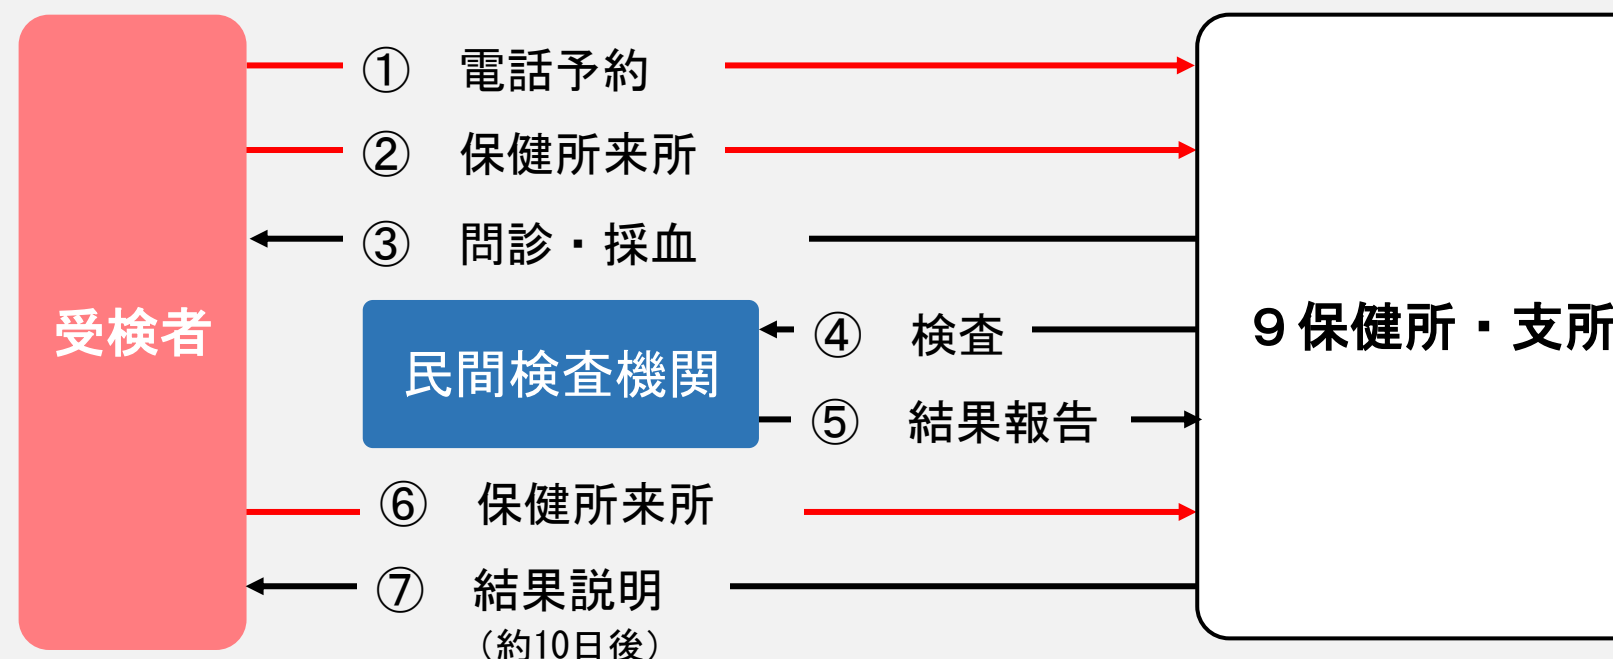 ① 電話予約
② 保健所来所
③ 問診・採血
受検者
民間検査機関
④ 検査
９保健所・支所
⑤ 結果報告
⑥ 保健所来所
⑦ 結果説明
（約10日後）